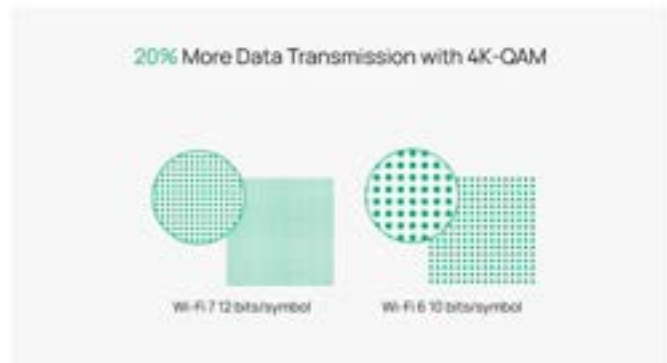 20% More Data Transmission with 4K-QAM
Wi-Fi 7 12 bits/symbol
Wi-Fi 6 10 bits/symbol